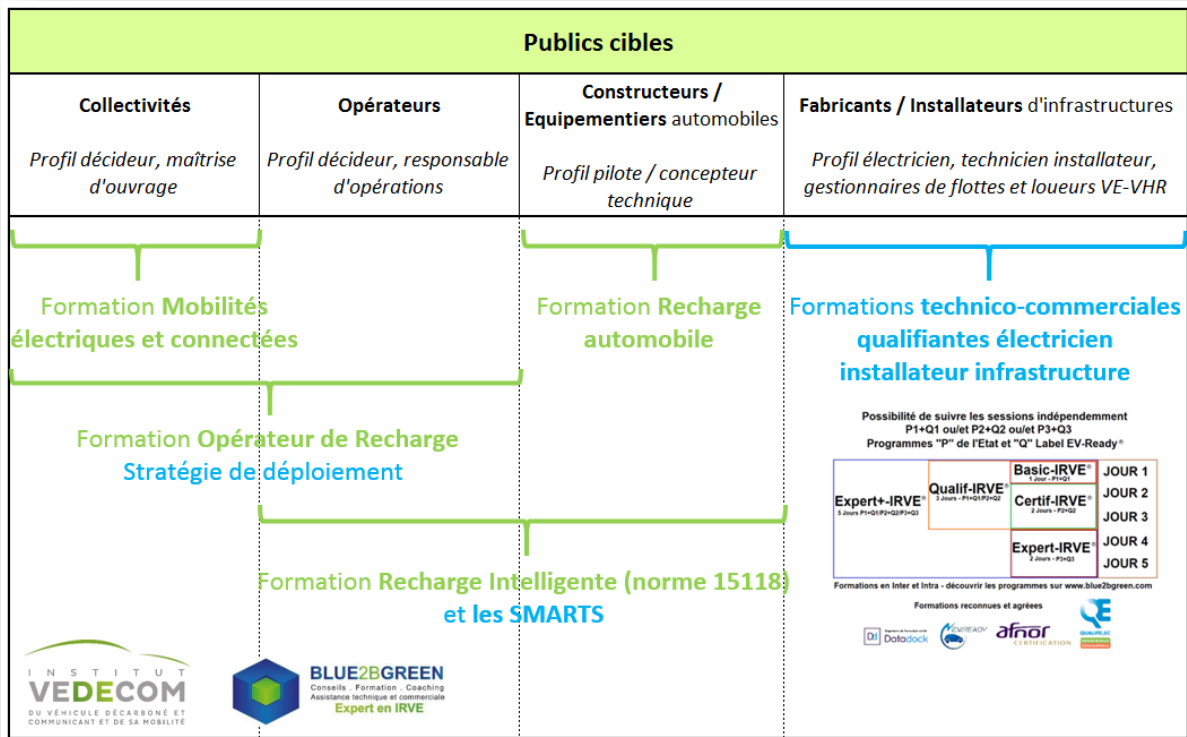 Publics cibles
Collectivités
Profil décideur, maîtrise
d'ouvrage
Opérateurs
Profil décideur, responsable
d'opérations
Constructeurs /
Equipementiers automobiles
Profil pilote / concepteur
technique
Fabricants / Installateurs d'infrastructures
Profil électricien, technicien installateur,
gestionnaires de flottes et loueurs VE-VHR
Formation Mobilités
électriques et connectées
Formation Recharge
automobile
Formations technico-commerciales
qualifiantes électricien
installateur infrastructure
Formation Opérateur de Recharge
Stratégie de déploiement
Formation Recharge Intelligente (norme 15118)
et les SMARTS
Possibilité de suivre les sessions indépendemment
P1+Q1 ou/et P2+Q2 ou/et P3+Q3
Programmes "P" de l'Etat et "Q" Label EV-Ready®
Expert+-IRVE®
5 Jours P1+Q1/P2+Q2/P3+Q3
Qualif-IRVE®
3 Jours - P1+Q1/P2+Q2
Basic-IRVE®
1 Jour - P1+Q1
Certif-IRVE®
2 Jours - P2+Q2
Expert-IRVE®
2 Jours - P3+Q3
JOUR 1
JOUR 2
JOUR 3
JOUR 4
JOUR 5
Formations en Inter et Intra - découvrir les programmes sur www.blue2bgreen.com
Formations reconnues et agréées
Datadock
EV READY
afnor
CERTIFICATION
QE
QUALIFELEC
INSTITUT
VEDECOM
DU VÉHICULE DÉCARBONÉ ET
COMMUNICANT ET DE SA MOBILITÉ
BLUE2BGREEN
Conseils . Formation . Coaching
Assistance technique et commerciale
Expert en IRVE